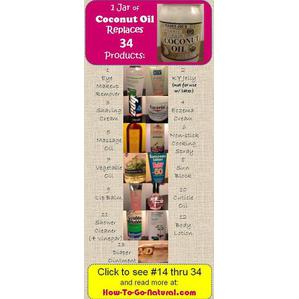 1 Jar of
Coconut Oil
Replaces
34
Products:
COCONUT
OIL
1
Eye
Makeup
Remover
2
KY Jelly
(not for use
w/ latex)
3
Shaving
Cream
4
Eczema
Cream
5
Massage
Oil
6
Non-stick
Cooking
Spray
7
Vegetable
Oil
8
Sun
Block
9
Lip Balm
10
Cuticle
Oil
11
Shower
Cleaner
(+ vinegar)
12
Body
Lotion
13
Diaper
Ointment
Click to see #14 thru 34
and read more at:
How-To-Go-Natural.com!